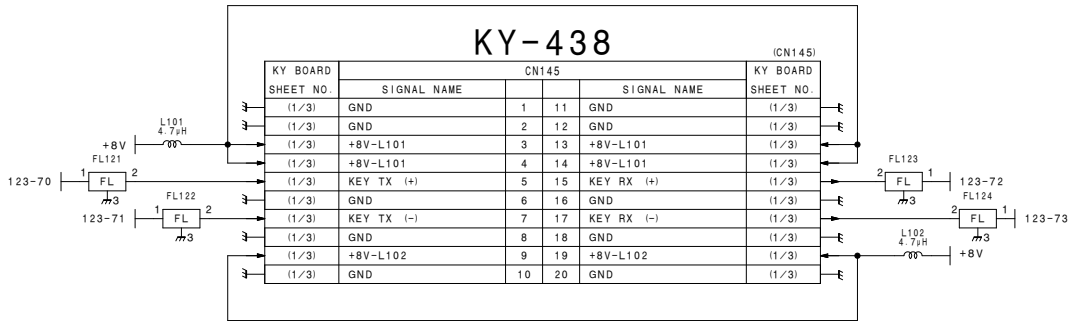 KY-438
(CN145)
KY BOARD CN145 KY BOARD
SHEET NO. SIGNAL NAME SIGNAL NAME SHEET NO.
(1/3) GND 1 11 GND (1/3)
L101
4.7μH
(1/3) GND 2 12 GND (1/3)
+8V (1/3) +8V-L101 3 13 +8V-L101 (1/3)
FL121 (1/3) +8V-L101 4 14 +8V-L101 (1/3) FL123
123-70 1 FL 2 (1/3) KEY TX (+) 5 15 KEY RX (+) (1/3) 2 FL 1 123-72
3 FL122 (1/3) GND 6 16 GND (1/3) 3 FL124
123-71 1 FL 2 (1/3) KEY TX (-) 7 17 KEY RX (-) (1/3) 2 FL 1 123-73
3 (1/3) GND 8 18 GND (1/3) L102 3
4.7μH
(1/3) +8V-L102 9 19 +8V-L102 (1/3) +8V
(1/3) GND 10 20 GND (1/3)